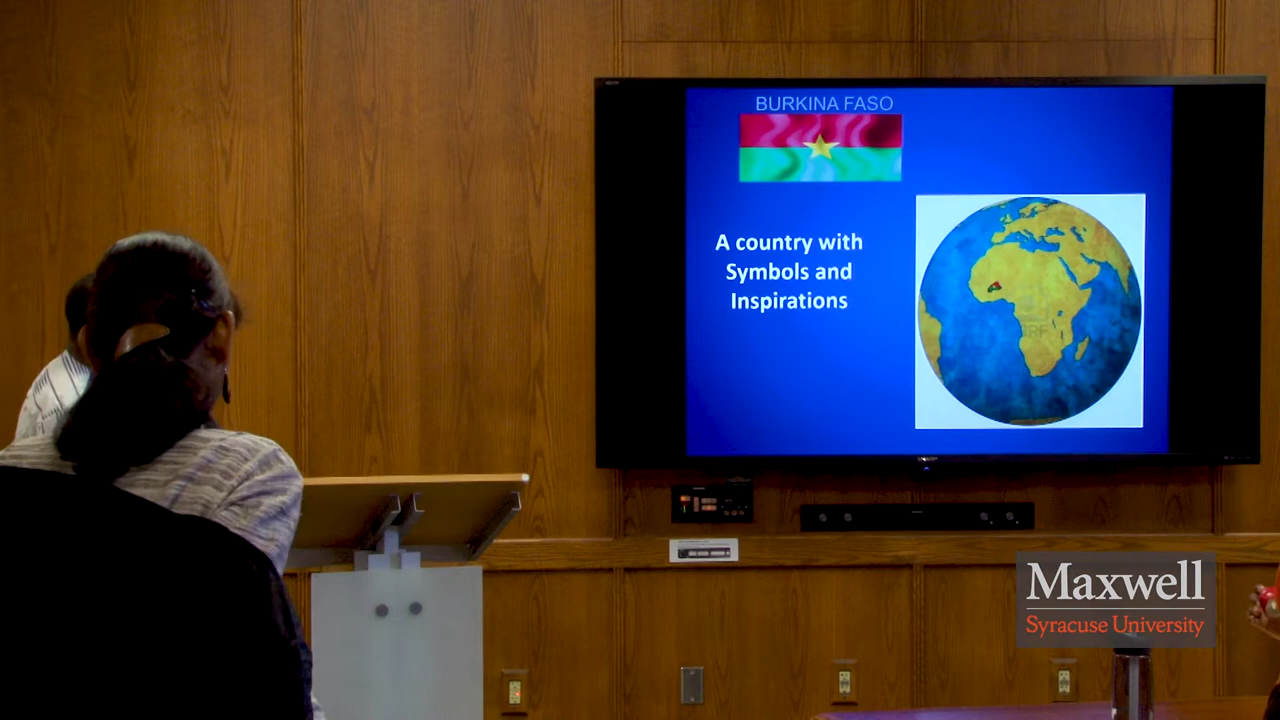 BURKINA FASO
A country with
Symbols and
Inspirations
Maxwell
Syracuse University